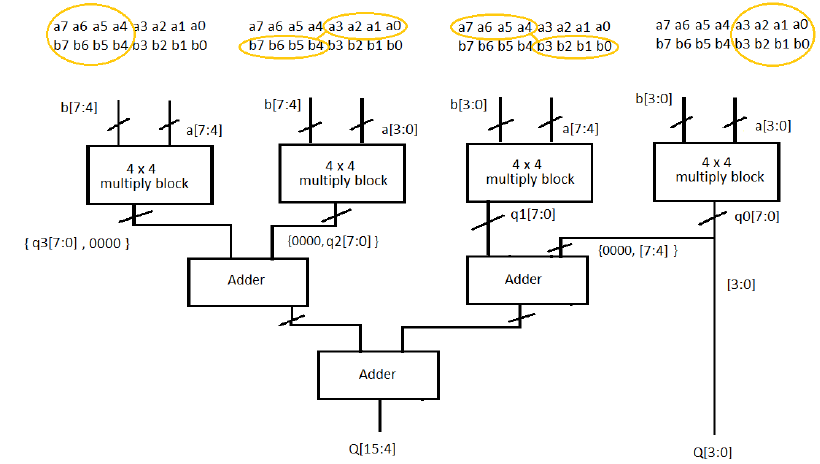 a7 a6 a5 a4 a3 a2 a1 a0
b7 b6 b5 b4 b3 b2 b1 b0
a7 a6 a5 a4 a3 a2 a1 a0
b7 b6 b5 b4 b3 b2 b1 b0
a7 a6 a5 a4 a3 a2 a1 a0
b7 b6 b5 b4 b3 b2 b1 b0
a7 a6 a5 a4 a3 a2 a1 a0
b7 b6 b5 b4 b3 b2 b1 b0
b[7:4]
a[7:4]
b[7:4]
a[3:0]
b[3:0]
a[7:4]
b[3:0]
a[3:0]
4 x 4
multiply block
4 x 4
multiply block
4 x 4
multiply block
4 x 4
multiply block
{ q3[7:0] , 0000 }
{0000, q2[7:0] }
q1[7:0]
q0[7:0]
{0000, [7:4] }
Adder
Adder
[3:0]
Adder
Q[15:4]
Q[3:0]